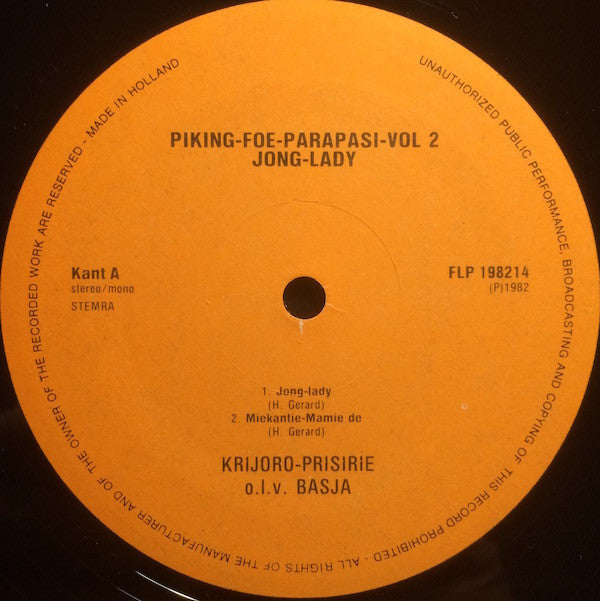 PIKING-FOE-PARAPASI-VOL 2
JONG-LADY
Kant A
stereo/mono
STEMRA
FLP 198214
(P)1982
1. Jong-lady
(H. Gerard)
2. Miekantie-Mamie de
(H. Gerard)
KRIJORO-PRISIRiE
o.l.v. BASJA
UNAUTHORIZED PUBLIC PERFORMANCE, BROADCASTING AND COPYING OF THIS RECORD PROHIBITED - ALL RIGHTS OF THE MANUFACTURER AND OF THE OWNER OF THE RECORDED WORK ARE RESERVED - MADE IN HOLLAND